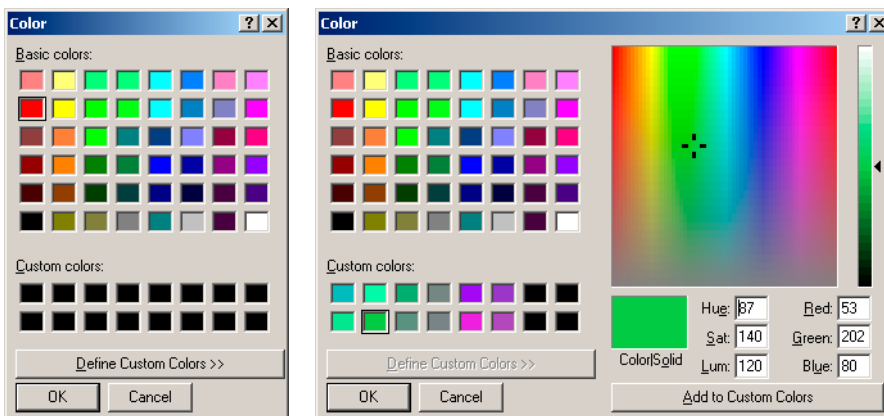 Color
Basic colors:
Custom colors:
Define Custom Colors >>
OK Cancel
Color
Basic colors:
Custom colors:
Define Custom Colors >>
OK Cancel
Color|Solid
Hue: 87 Red: 53
Sat: 140 Green: 202
Lum: 120 Blue: 80
Add to Custom Colors